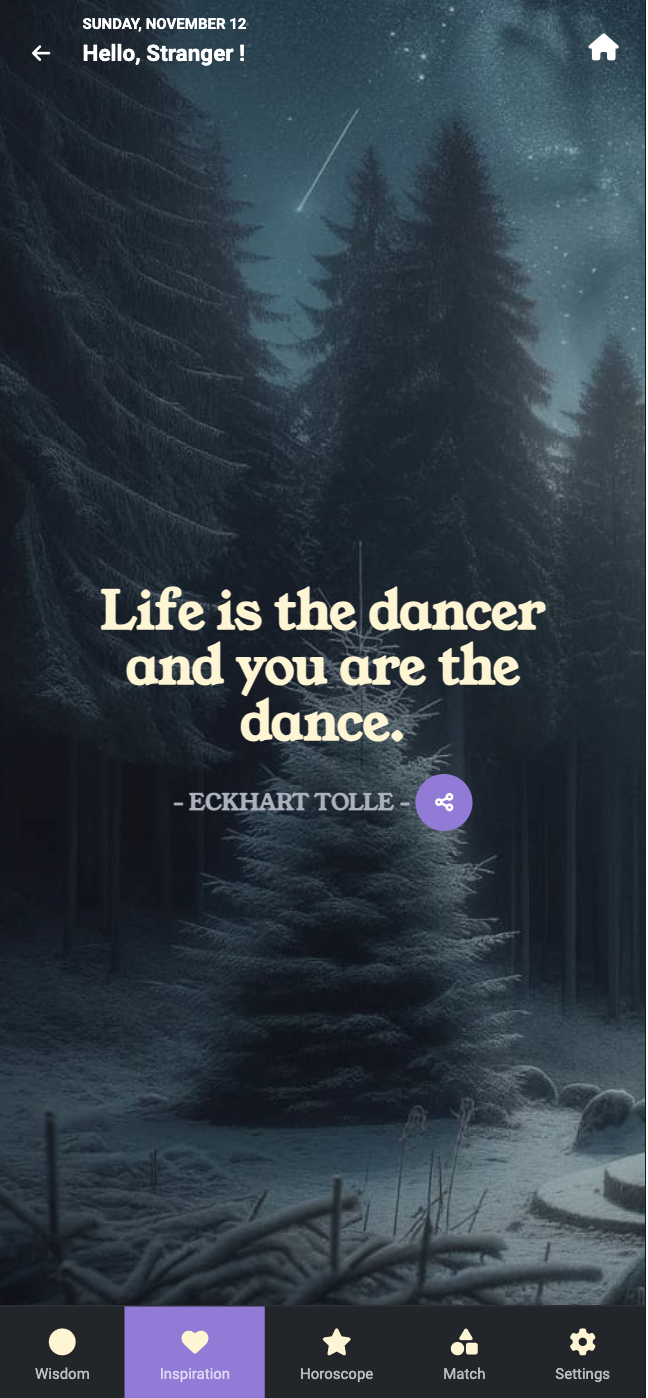 SUNDAY, NOVEMBER 12
Hello, Stranger !
Life is the dancer
and you are the
dance.
- ECKHART TOLLE -
Wisdom
Inspiration
Horoscope
Match
Settings